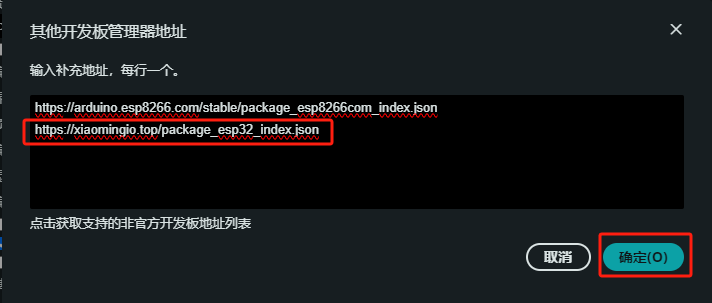 其他开发板管理器地址
输入补充地址，每行一个。
https://arduino.esp8266.com/stable/package_esp8266com_index.json
https://xiaomingio.top/package_esp32_index.json
点击获取支持的非官方开发板地址列表
取消
确定(O)